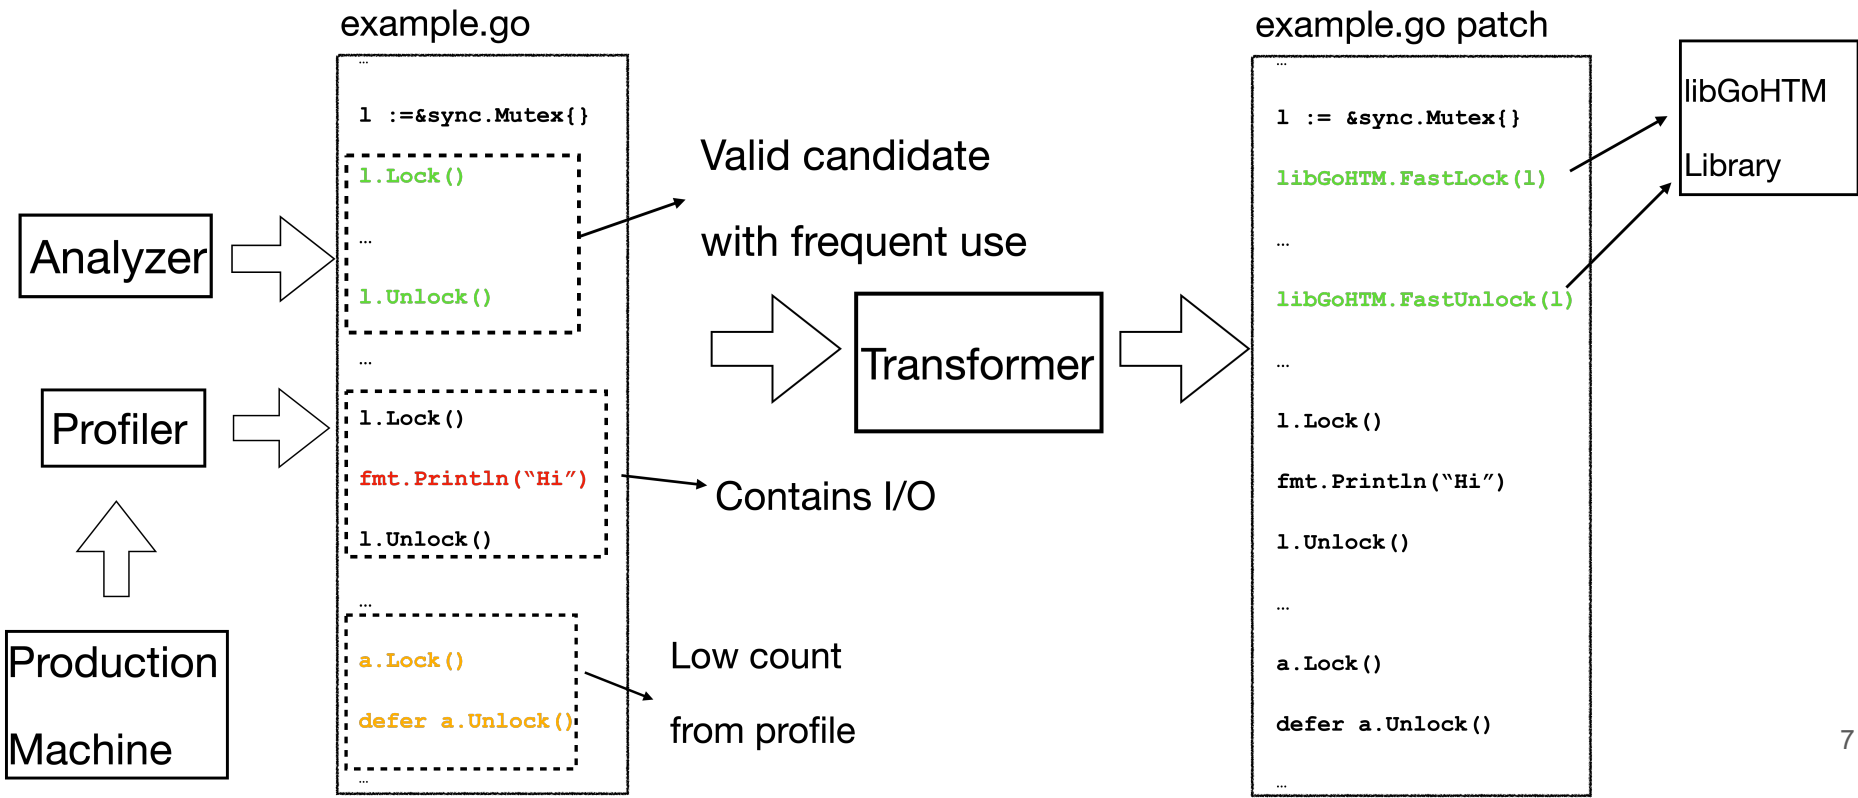 example.go
…
l :=&sync.Mutex{}
l.Lock()
…
l.Unlock()
…
l.Lock()
fmt.Println(“Hi”)
l.Unlock()
…
a.Lock()
defer a.Unlock()
…
Analyzer
Profiler
Production
Machine
Valid candidate
with frequent use
Contains I/O
Low count
from profile
Transformer
example.go patch
…
l := &sync.Mutex{}
libGoHTM.FastLock(l)
…
libGoHTM.FastUnlock(l)
…
l.Lock()
fmt.Println(“Hi”)
l.Unlock()
…
a.Lock()
defer a.Unlock()
…
libGoHTM
Library
7